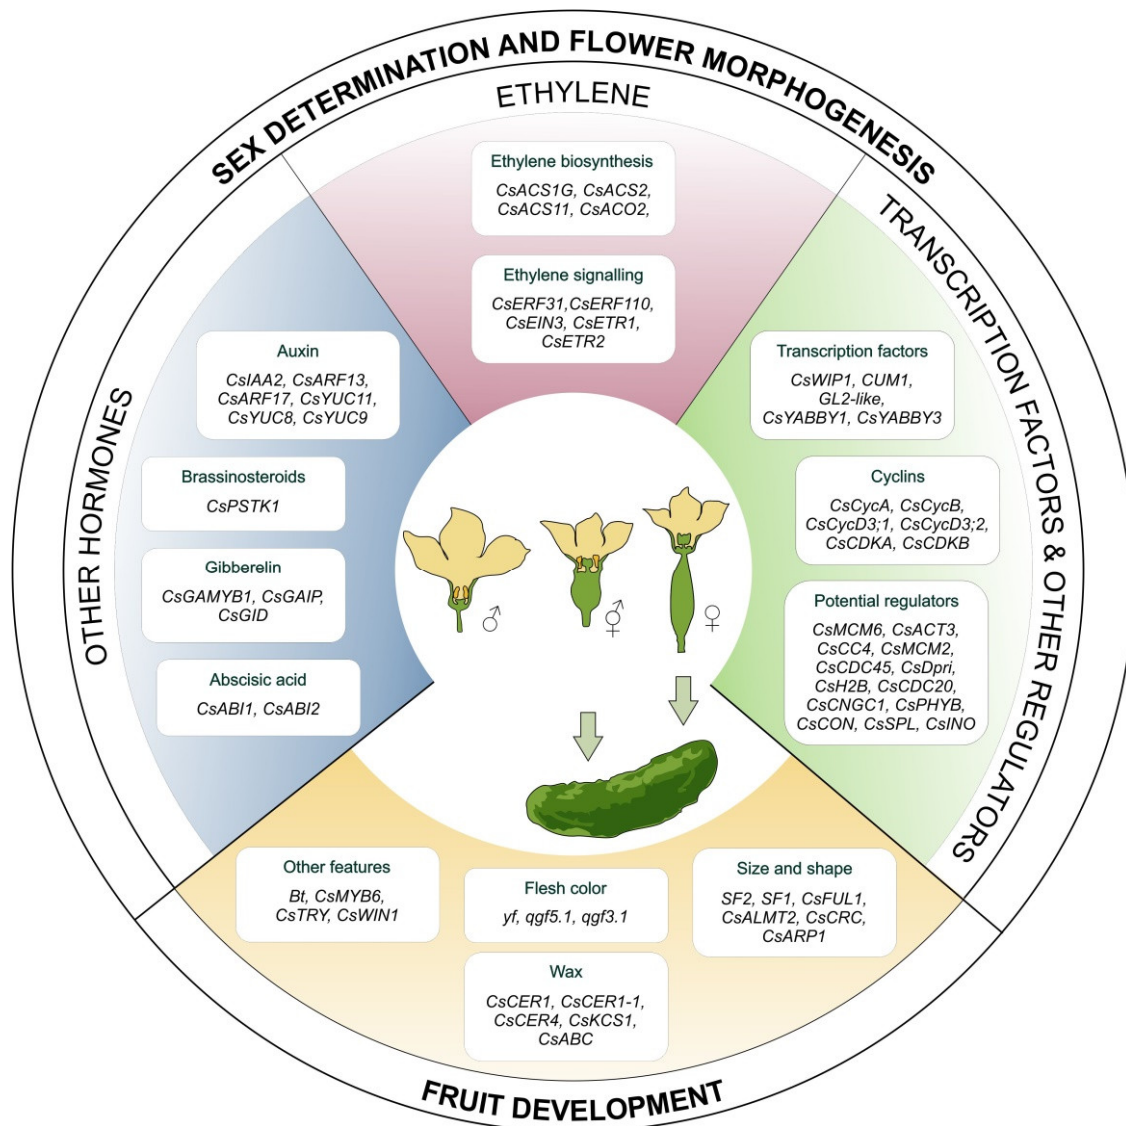 SEX DETERMINATION AND FLOWER MORPHOGENESIS
ETHYLENE
Ethylene biosynthesis
CsACS1G, CsACS2,
CsACS11, CsACO2,
Ethylene signalling
CsERF31,CsERF110,
CsEIN3, CsETR1,
CsETR2
OTHER HORMONES
Auxin
CsIAA2, CsARF13,
CsARF17, CsYUC11,
CsYUC8, CsYUC9
Brassinosteroids
CsPSTK1
Gibberelin
CsGAMYB1, CsGAIP,
CsGID
Abscisic acid
CsABI1, CsABI2
TRANSCRIPTION FACTORS & OTHER REGULATORS
Transcription factors
CsWIP1, CUM1,
GL2-like,
CsYABBY1, CsYABBY3
Cyclins
CsCycA, CsCycB,
CsCycD3;1, CsCycD3;2,
CsCDKA, CsCDKB
Potential regulators
CsMCM6, CsACT3,
CsCC4, CsMCM2,
CsCDC45, CsDpri,
CsH2B, CsCDC20,
CsCNGC1, CsPHYB,
CsCON, CsSPL, CsINO
♂ ⚥ ♀
Other features
Bt, CsMYB6,
CsTRY, CsWIN1
Flesh color
yf, qgf5.1, qgf3.1
Size and shape
SF2, SF1, CsFUL1,
CsALMT2, CsCRC,
CsARP1
Wax
CsCER1, CsCER1-1,
CsCER4, CsKCS1,
CsABC
FRUIT DEVELOPMENT